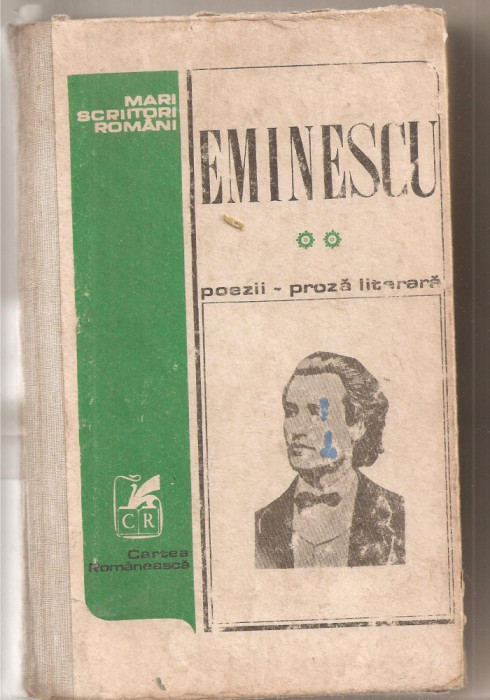 MARI
SCRIITORI
ROMÂNI
EMINESCU
poezii - proză literară
CR
Cartea
Românească